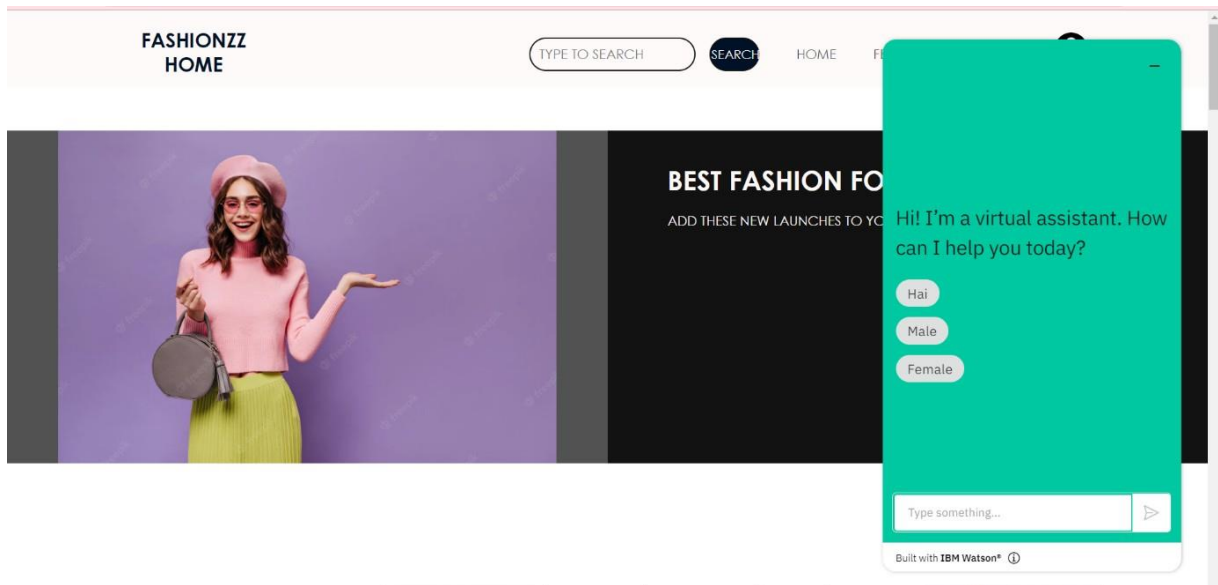 FASHIONZZ
HOME
TYPE TO SEARCH
SEARCH
HOME
BEST FASHION FO
ADD THESE NEW LAUNCHES TO YO
Hi! I'm a virtual assistant. How
can I help you today?
Hai
Male
Female
Type something...
Built with IBM Watson®